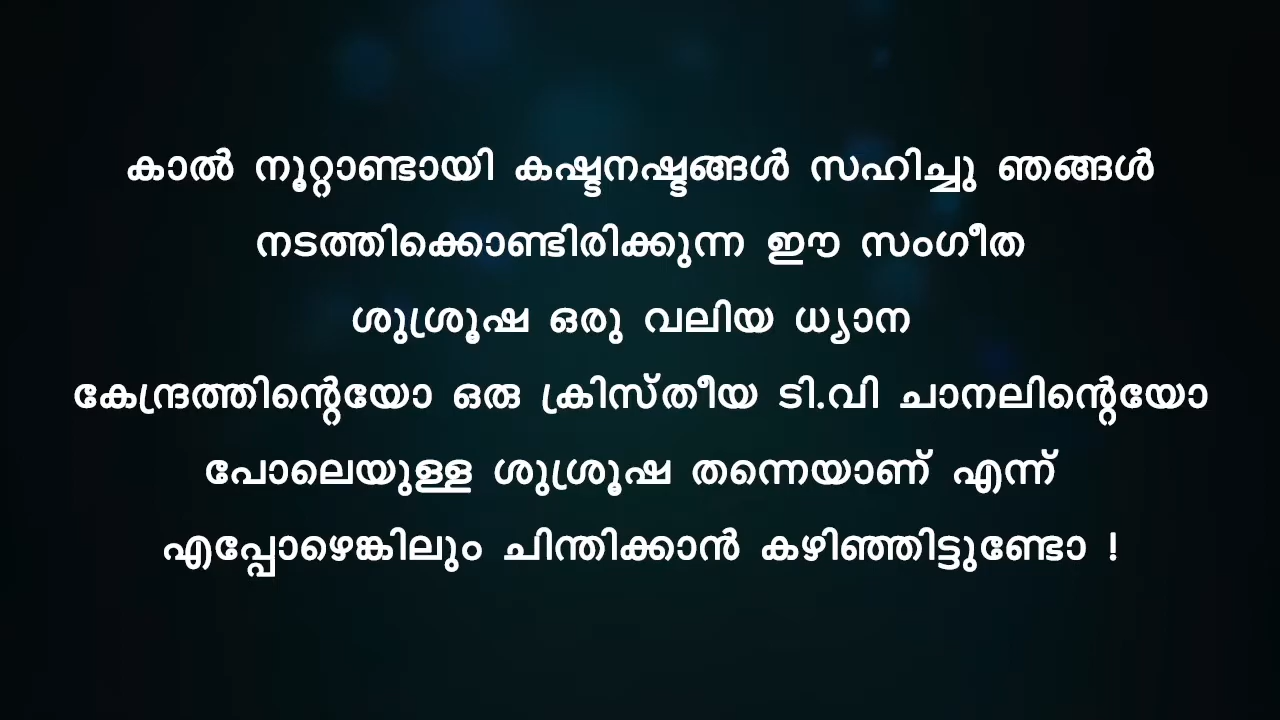 കാൽ നൂറ്റാണ്ടായി കഷ്ടനഷ്ടങ്ങൾ സഹിച്ചു ഞങ്ങൾ
നടത്തിക്കൊണ്ടിരിക്കുന്ന ഈ സംഗീത
ശുശ്രൂഷ ഒരു വലിയ ധ്യാന
കേന്ദ്രത്തിന്റെയോ ഒരു ക്രിസ്തീയ ടി.വി ചാനലിന്റെയോ
പോലെയുള്ള ശുശ്രൂഷ തന്നെയാണ് എന്ന്
എപ്പോഴെങ്കിലും ചിന്തിക്കാൻ കഴിഞ്ഞിട്ടുണ്ടോ !